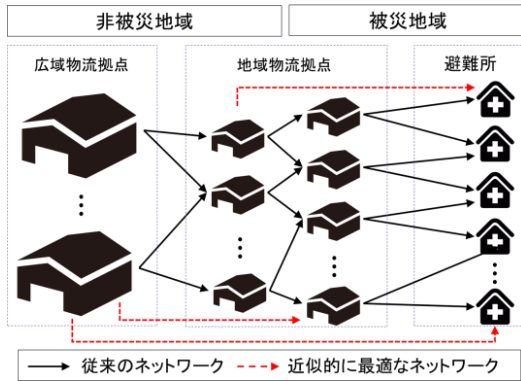 非被災地域
被災地域
広域物流拠点
地域物流拠点
避難所
従来のネットワーク
近似的に最適なネットワーク